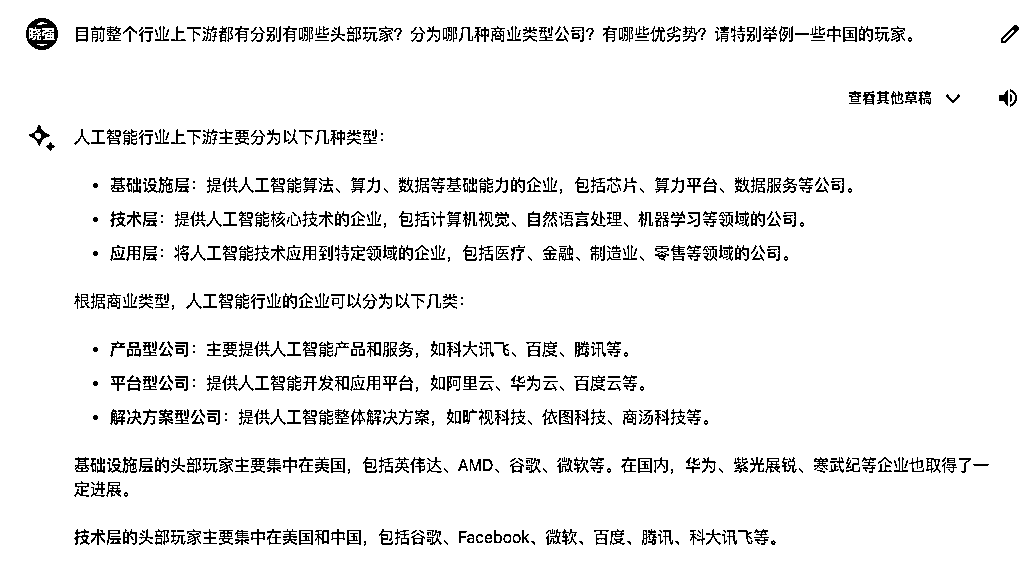 晓强
目前整个行业上下游都有分别有哪些头部玩家？分为哪几种商业类型公司？有哪些优劣势？请特别举例一些中国的玩家。
查看其他草稿
人工智能行业上下游主要分为以下几种类型：
• 基础设施层：提供人工智能算法、算力、数据等基础能力的企业，包括芯片、算力平台、数据服务等公司。
• 技术层：提供人工智能核心技术的企业，包括计算机视觉、自然语言处理、机器学习等领域的公司。
• 应用层：将人工智能技术应用到特定领域的企业，包括医疗、金融、制造业、零售等领域的公司。
根据商业类型，人工智能行业的企业可以分为以下几类：
• 产品型公司：主要提供人工智能产品和服务，如科大讯飞、百度、腾讯等。
• 平台型公司：提供人工智能开发和应用平台，如阿里云、华为云、百度云等。
• 解决方案型公司：提供人工智能整体解决方案，如旷视科技、依图科技、商汤科技等。
基础设施层的头部玩家主要集中在美国，包括英伟达、AMD、谷歌、微软等。在国内，华为、紫光展锐、寒武纪等企业也取得了一
定进展。
技术层的头部玩家主要集中在美国和中国，包括谷歌、Facebook、微软、百度、腾讯、科大讯飞等。